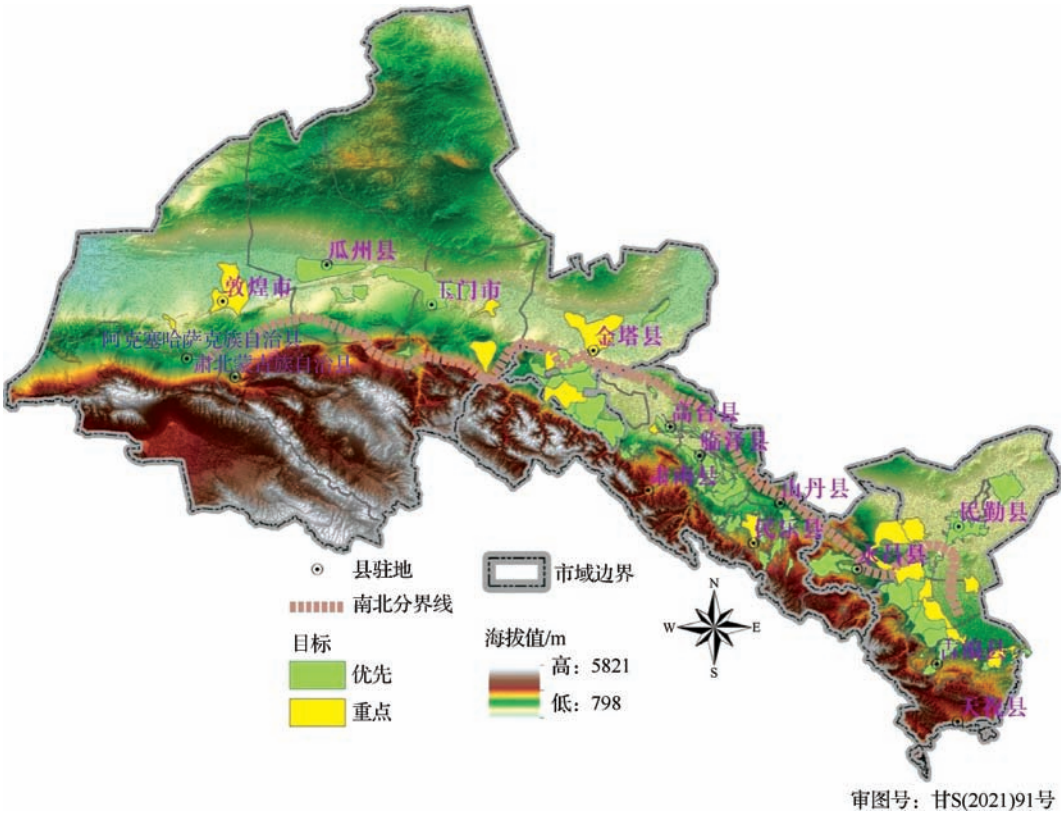 瓜州县
敦煌市
玉门市
金塔县
阿克塞哈萨克族自治县
肃北蒙古族自治县
高台县
临泽县
肃南县
山丹县
民乐县
民勤县
永昌县
古浪县
天祝县
县驻地
南北分界线
目标
优先
重点
市域边界
海拔值/m
高：5821
低：798
N
W
E
S
审图号：甘S(2021)91号